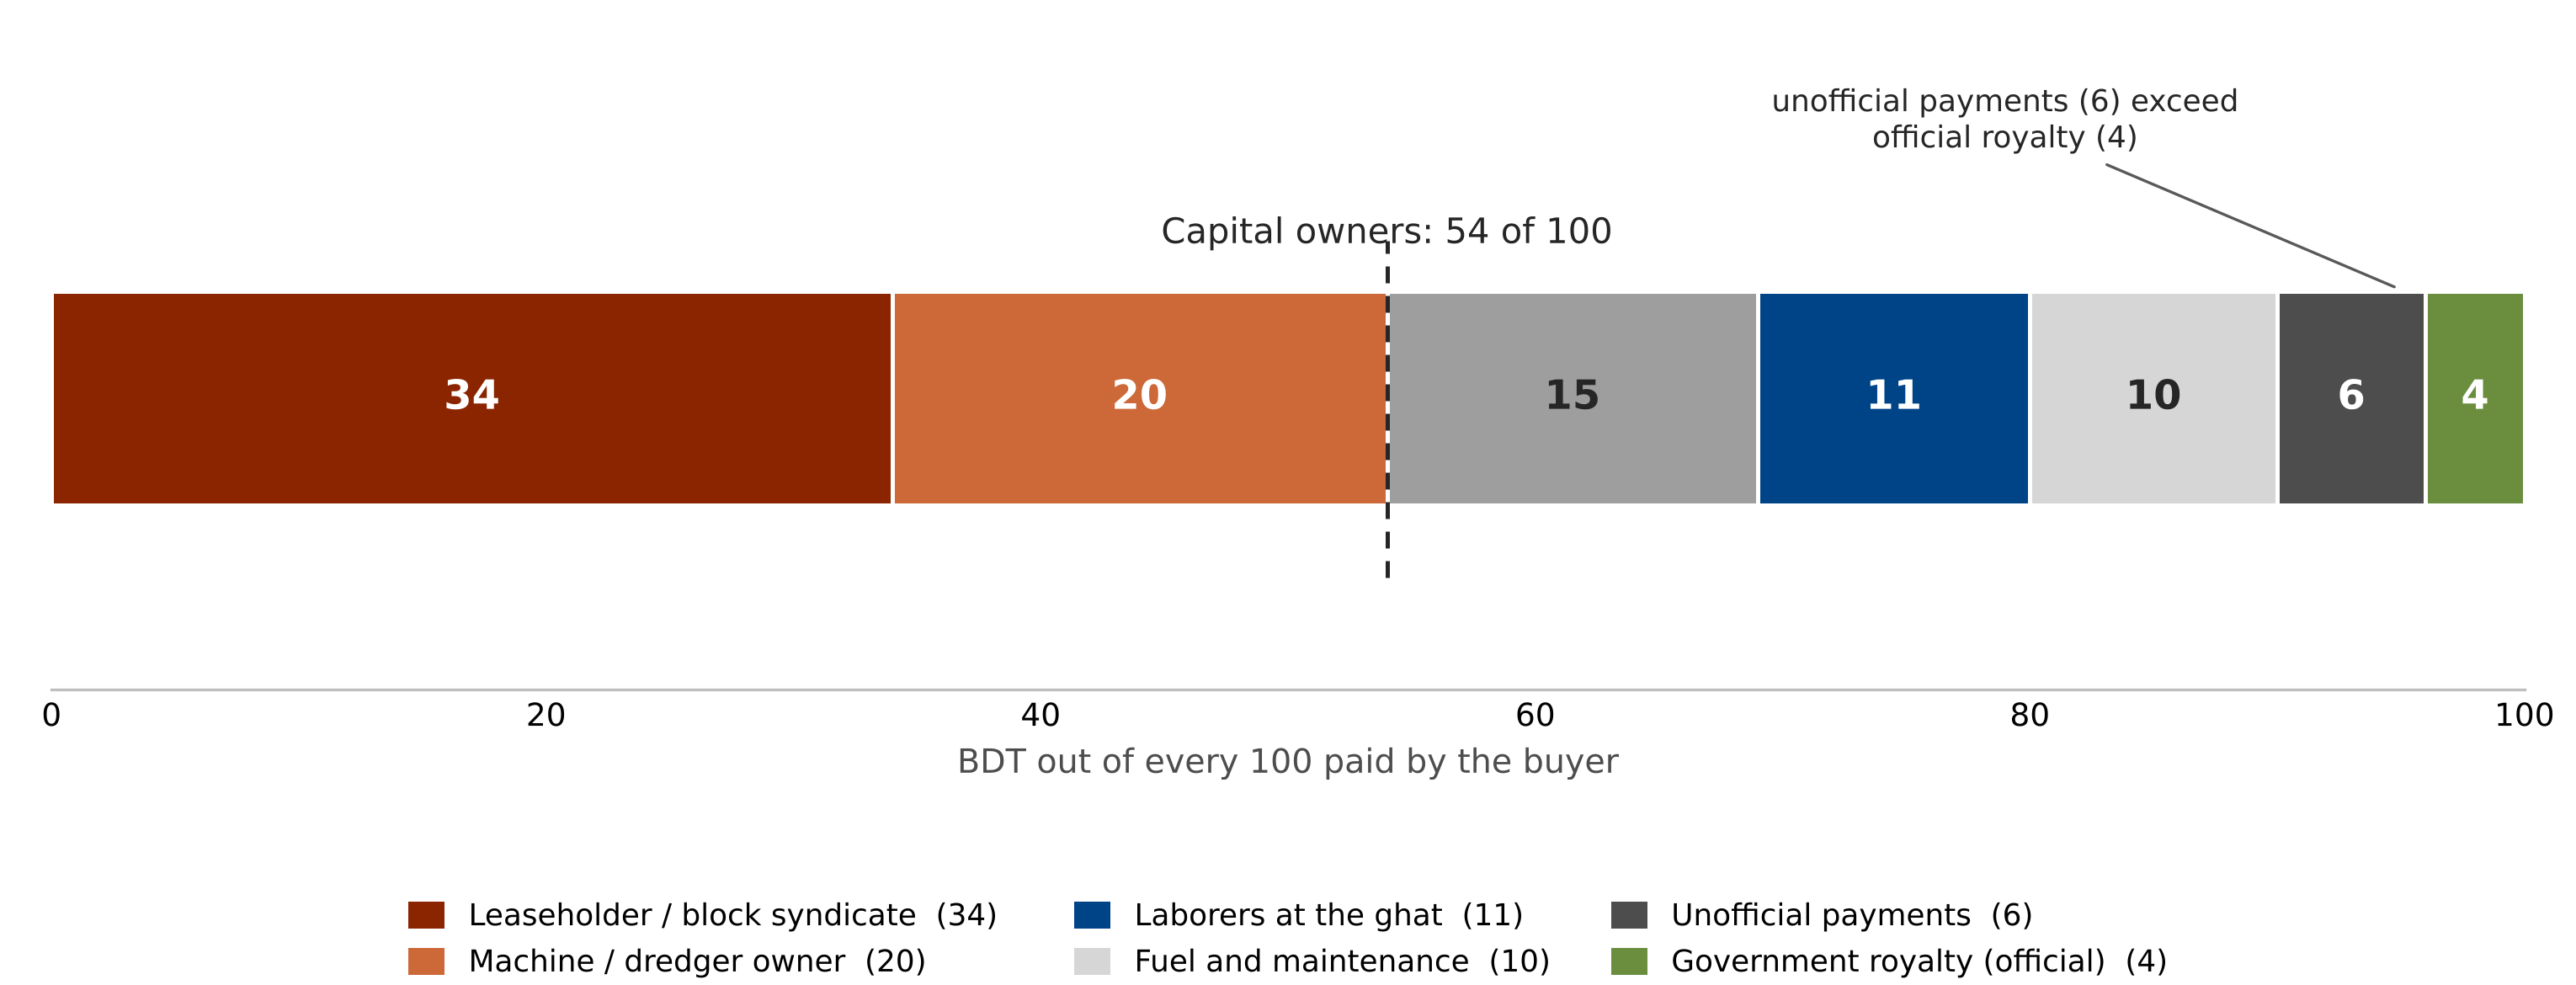 unofficial payments (6) exceed
official royalty (4)
Capital owners: 54 of 100
34 20 15 11 10 6 4
0 20 40 60 80 100
BDT out of every 100 paid by the buyer
Leaseholder / block syndicate (34)
Machine / dredger owner (20)
Laborers at the ghat (11)
Fuel and maintenance (10)
Unofficial payments (6)
Government royalty (official) (4)